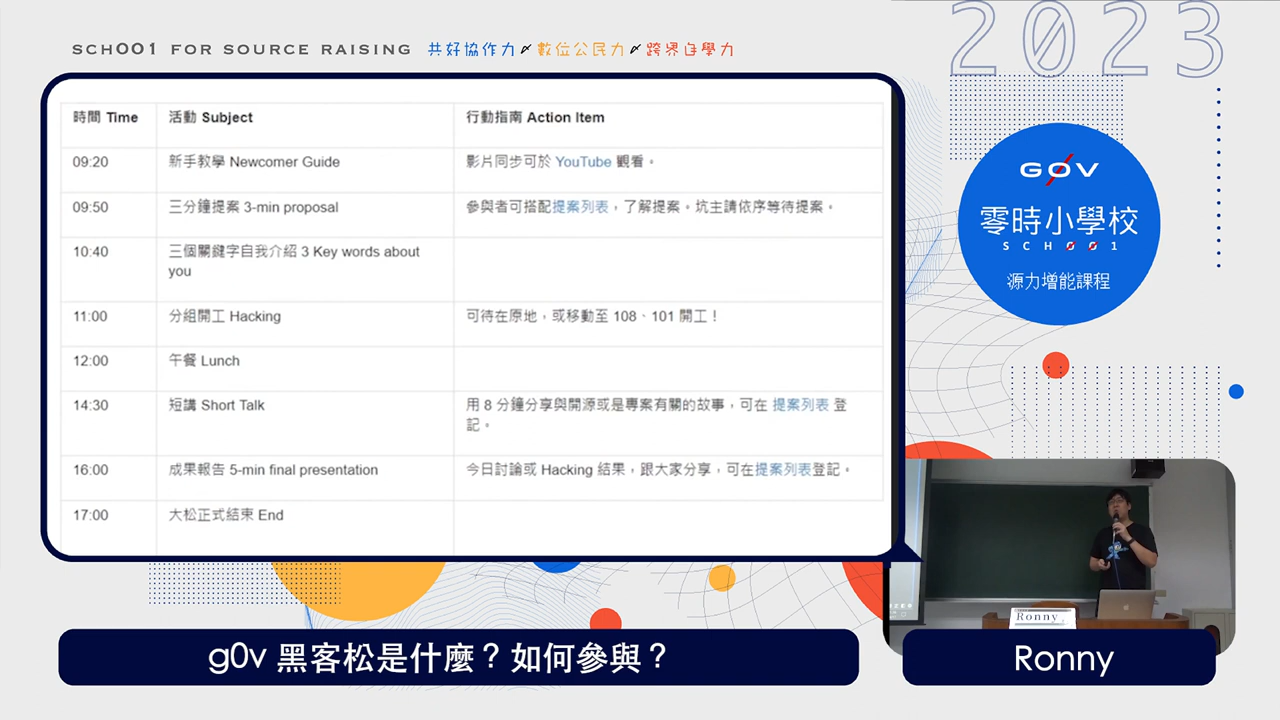 SCH001 FOR SOURCE RAISING 共好協作力 數位公民力 跨界自學力
2023
時間 Time 活動 Subject 行動指南 Action Item
09:20 新手教學 Newcomer Guide 影片同步可於 YouTube 觀看。
09:50 三分鐘提案 3-min proposal 參與者可搭配提案列表，了解提案。坑主請依序等待提案。
10:40 三個關鍵字自我介紹 3 Key words about
you
11:00 分組開工 Hacking 可待在原地，或移動至 108、101 開工！
12:00 午餐 Lunch
14:30 短講 Short Talk 用 8 分鐘分享與開源或是專案有關的故事，可在 提案列表 登
記。
16:00 成果報告 5-min final presentation 今日討論或 Hacking 結果，跟大家分享，可在提案列表登記。
17:00 大松正式結束 End
G0V
零時小學校
SCH001
源力增能課程
Ronny
g0v 黑客松是什麼？如何參與？
Ronny